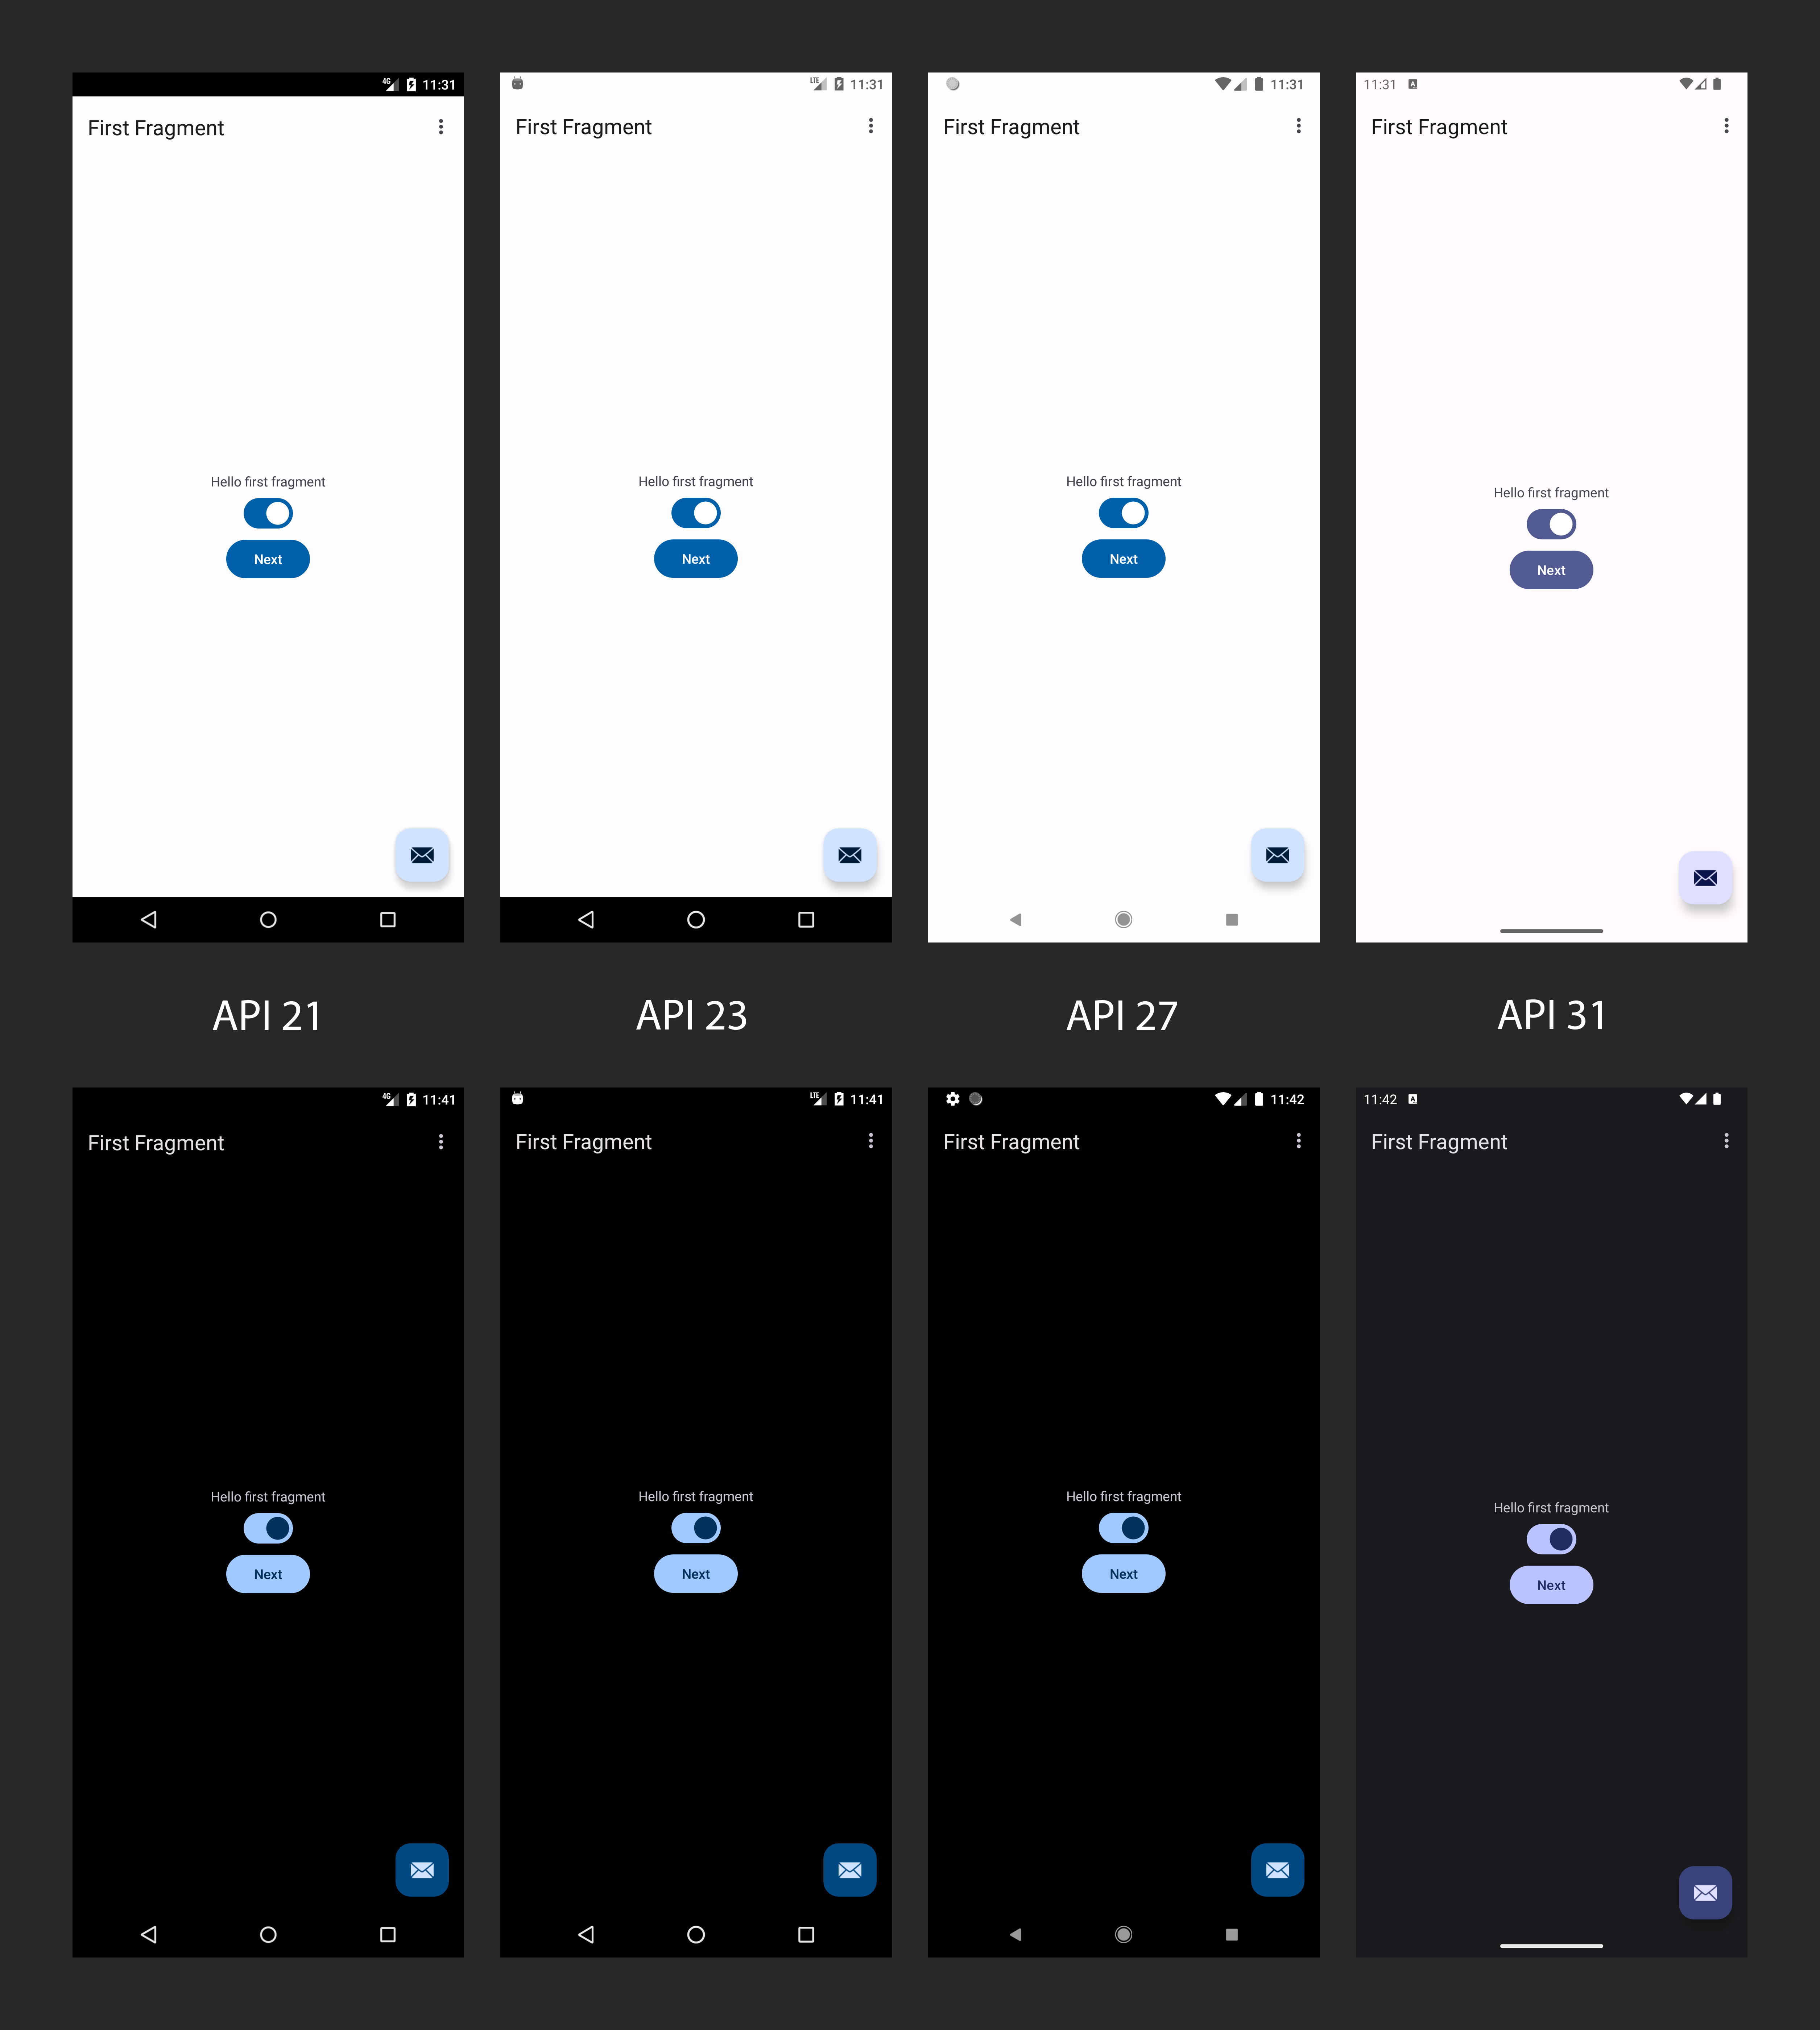 4G 11:31
First Fragment
Hello first fragment
Next
LTE 11:31
First Fragment
Hello first fragment
Next
11:31
First Fragment
Hello first fragment
Next
11:31 A
First Fragment
Hello first fragment
Next
API 21
API 23
API 27
API 31
4G 11:41
First Fragment
Hello first fragment
Next
LTE 11:41
First Fragment
Hello first fragment
Next
11:42
First Fragment
Hello first fragment
Next
11:42 A
First Fragment
Hello first fragment
Next